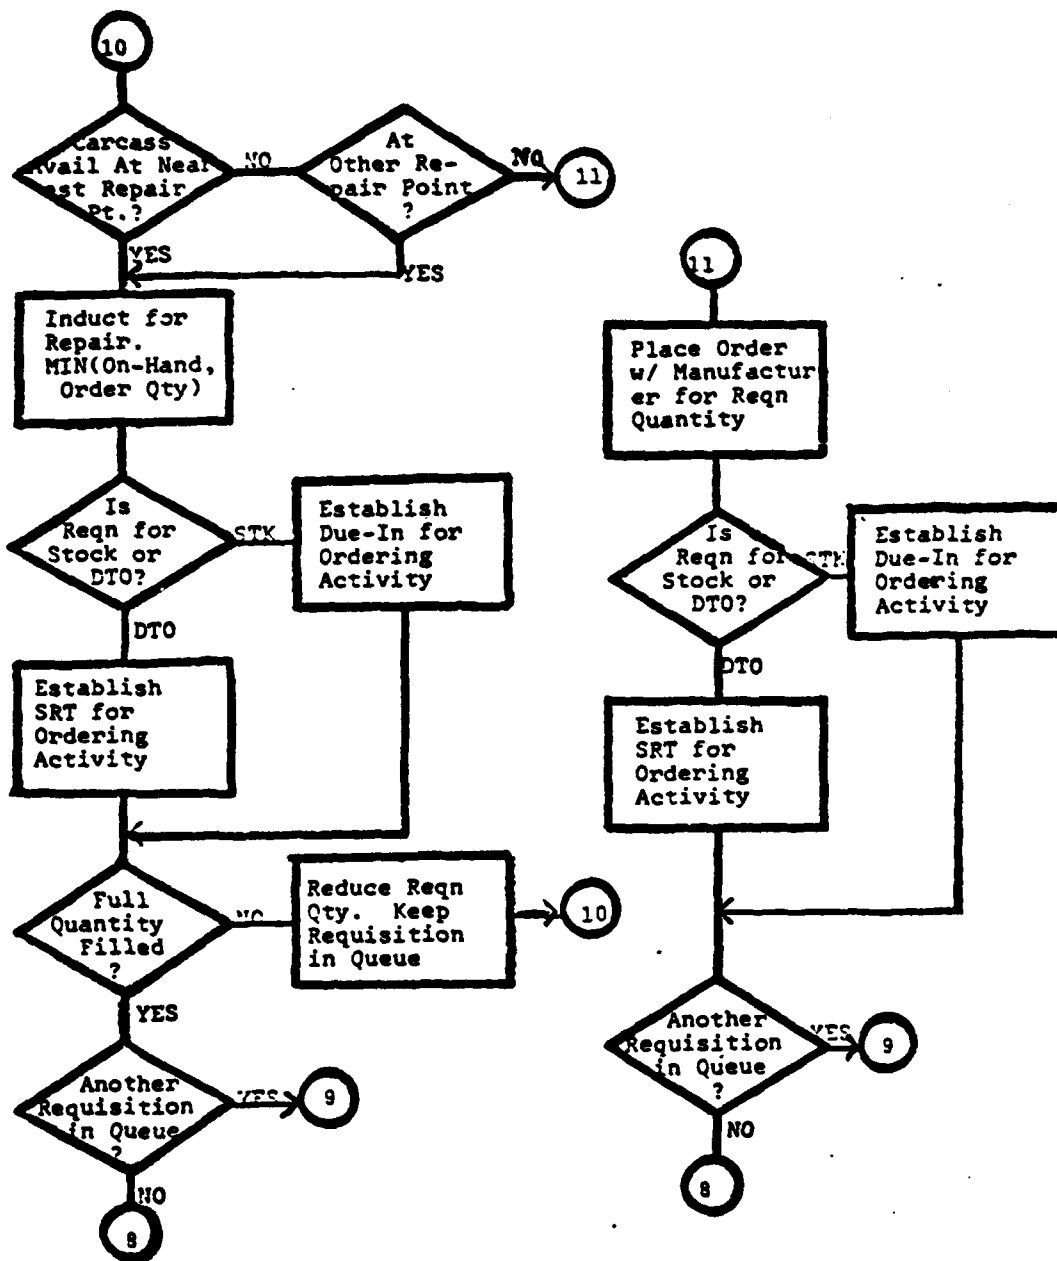 10
Carcass
Avail At Near
est Repair
Pt.?
NO
At
Other Re-
pair Point
?
NO
11
YES
YES
Induct for
Repair.
MIN(On-Hand,
Order Qty)
Is
Reqn for
Stock or
DTO?
STK
Establish
Due-In for
Ordering
Activity
DTO
Establish
SRT for
Ordering
Activity
Full
Quantity
Filled
?
NO
Reduce Reqn
Qty. Keep
Requisition
in Queue
10
YES
Another
Requisition
in Queue
?
YES
9
NO
8
11
Place Order
w/ Manufactur
er for Reqn
Quantity
Is
Reqn for
Stock or
DTO?
STK
Establish
Due-In for
Ordering
Activity
DTO
Establish
SRT for
Ordering
Activity
Another
Requisition
in Queue
?
YES
9
NO
8